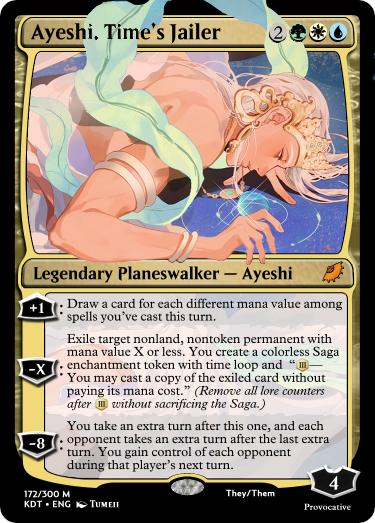 Ayeshi, Time's Jailer 2
Legendary Planeswalker — Ayeshi
+1 : Draw a card for each different mana value among
spells you've cast this turn.
-X : Exile target nonland, nontoken permanent with
mana value X or less. You create a colorless Saga
enchantment token with time loop and “III—
You may cast a copy of the exiled card without
paying its mana cost.” (Remove all lore counters
after III without sacrificing the Saga.)
-8 : You take an extra turn after this one, and each
opponent takes an extra turn after the last extra
turn. You gain control of each opponent
during that player's next turn.
4
172/300 M
KDT • ENG TUMEII
They/Them
Provocative